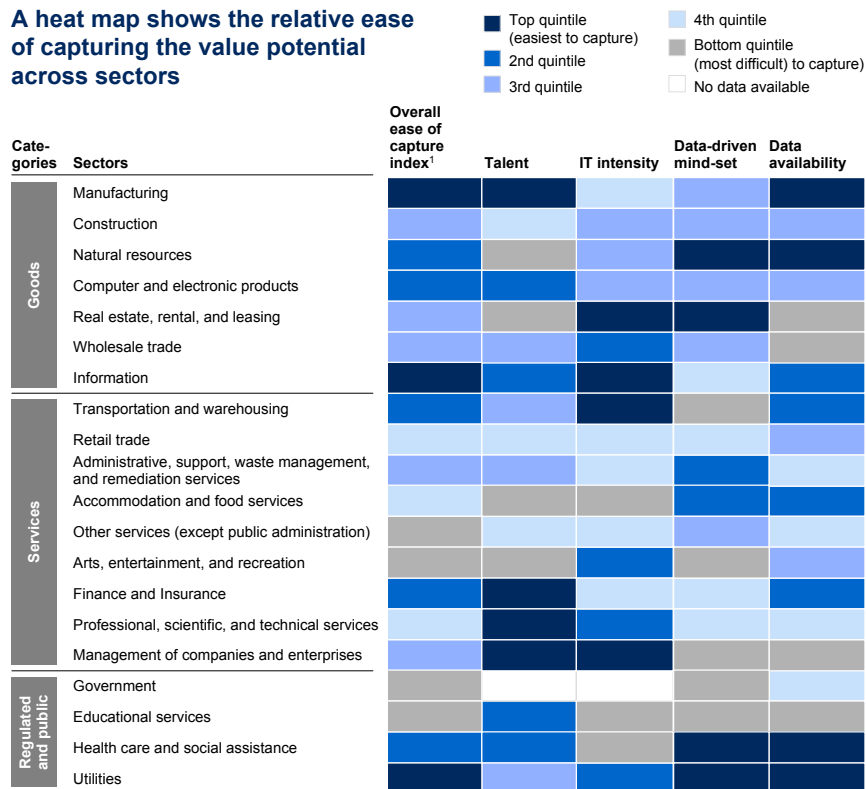 A heat map shows the relative ease
of capturing the value potential
across sectors
Top quintile
(easiest to capture)
2nd quintile
3rd quintile
4th quintile
Bottom quintile
(most difficult) to capture)
No data available
Cate-
gories
Sectors
Overall
ease of
capture
index1
Talent
IT intensity
Data-driven
mind-set
Data
availability
Goods
Manufacturing
Construction
Natural resources
Computer and electronic products
Real estate, rental, and leasing
Wholesale trade
Information
Services
Transportation and warehousing
Retail trade
Administrative, support, waste management,
and remediation services
Accommodation and food services
Other services (except public administration)
Arts, entertainment, and recreation
Finance and Insurance
Professional, scientific, and technical services
Management of companies and enterprises
Regulated
and public
Government
Educational services
Health care and social assistance
Utilities